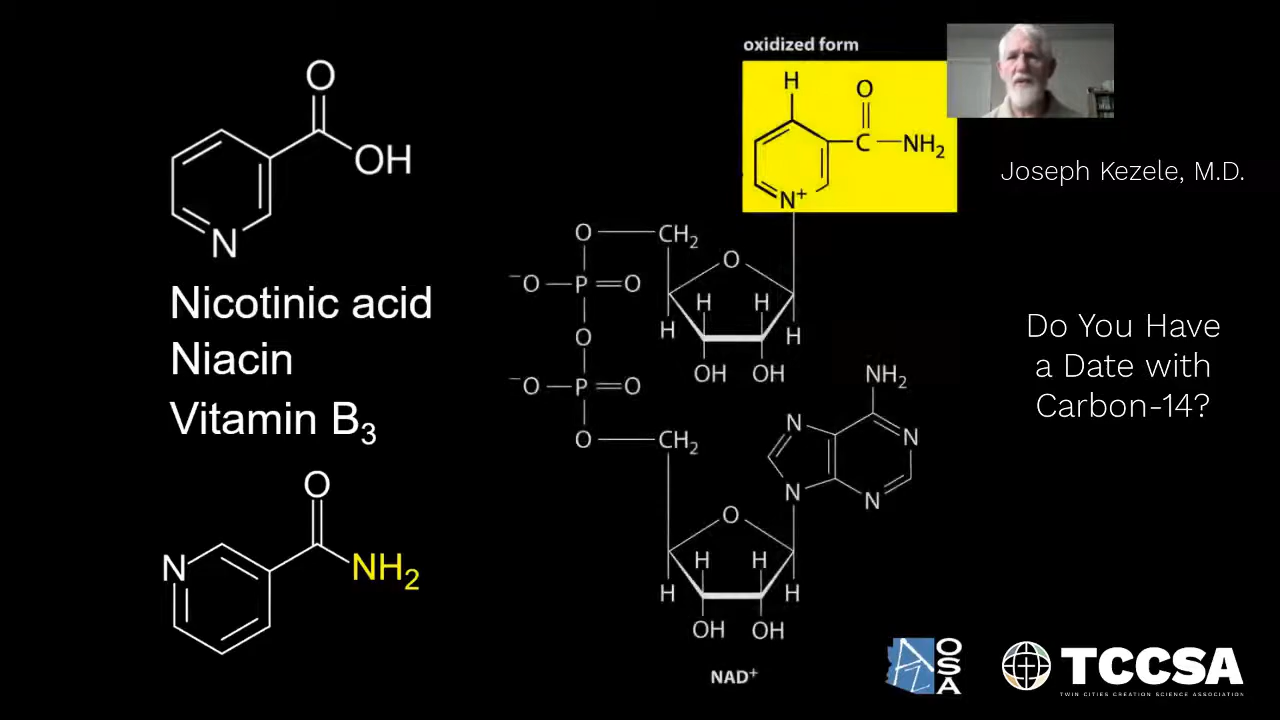 oxidized form
O
OH
N
Nicotinic acid
Niacin
Vitamin B3
O
N
NH2
H
O
C
NH2
N+
O
CH2
O
−O
P
O
H
H
H
H
O
OH
OH
−O
P
O
NH2
O
CH2
N
N
N
N
O
H
H
H
H
OH
OH
NAD+
Joseph Kezele, M.D.
Do You Have
a Date with
Carbon-14?
AZ
OSA
TCCSA
TWIN CITIES CREATION SCIENCE ASSOCIATION